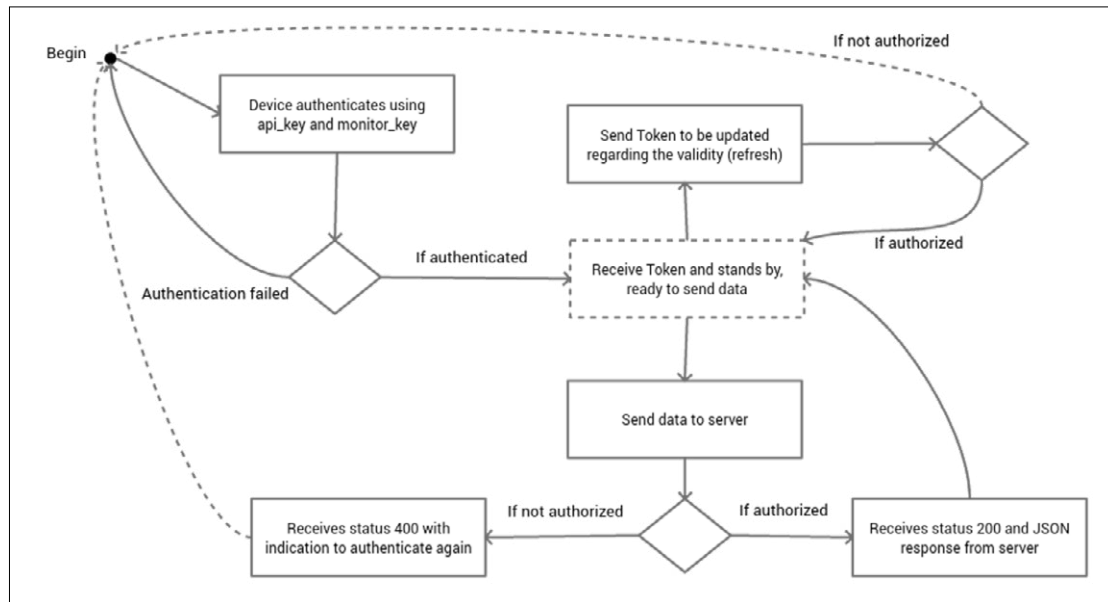 If not authorized
Begin
Device authenticates using
api_key and monitor_key
Send Token to be updated
regarding the validity (refresh)
If authorized
If authenticated
Authentication failed
Receive Token and stands by,
ready to send data
Send data to server
If not authorized
If authorized
Receives status 400 with
indication to authenticate again
Receives status 200 and JSON
response from server